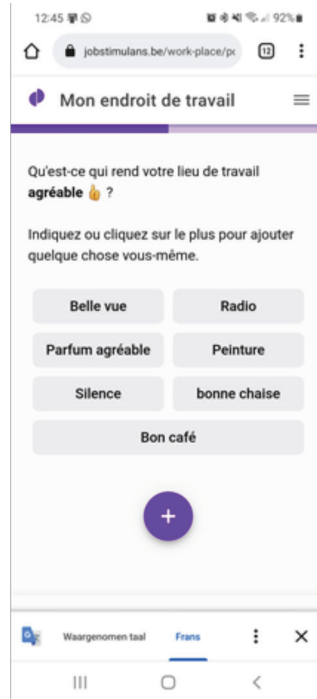 12:45
92%
jobstimulans.be/work-place/po
12
Mon endroit de travail
Qu'est-ce qui rend votre lieu de travail
agréable 👍 ?
Indiquez ou cliquez sur le plus pour ajouter
quelque chose vous-même.
Belle vue
Radio
Parfum agréable
Peinture
Silence
bonne chaise
Bon café
+
Waargenomen taal
Frans